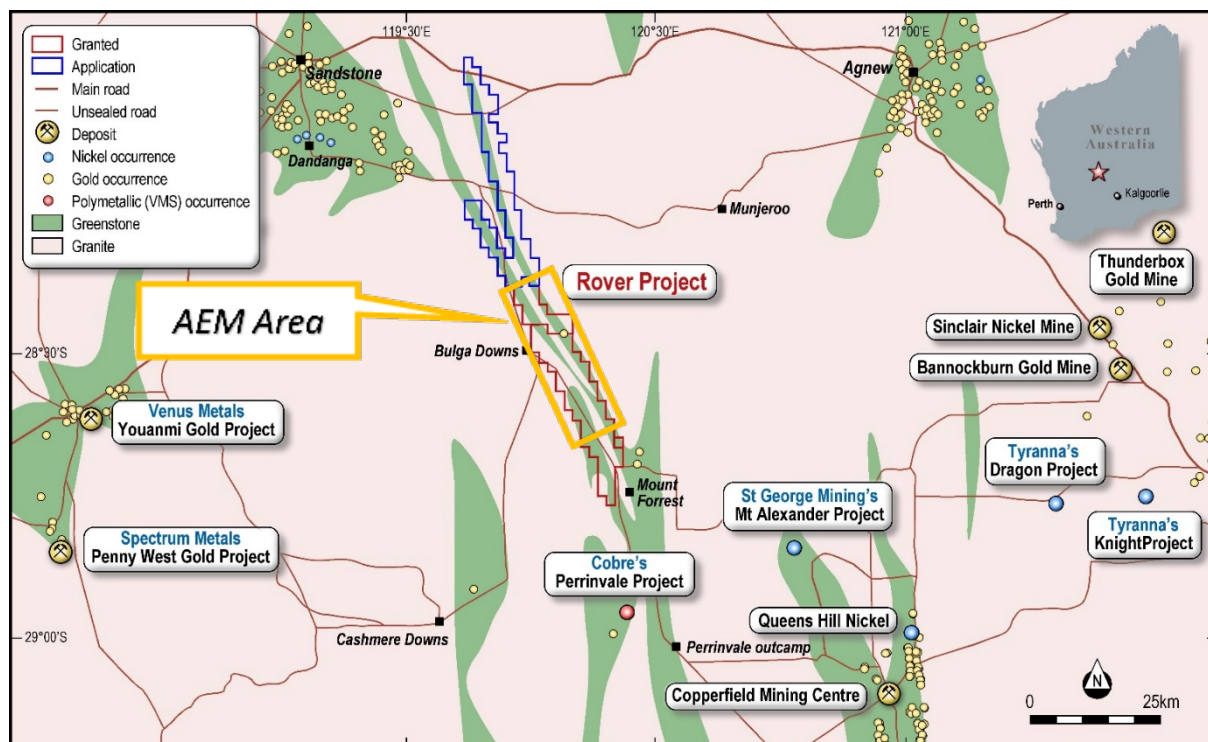 Granted
Application
Main road
Unsealed road
Deposit
Nickel occurrence
Gold occurrence
Polymetallic (VMS) occurrence
Greenstone
Granite
119°30'E
120°30'E
121°00'E
Sandstone
Dandanga
Agnew
Munjeroo
Western
Australia
Perth
Kalgoorlie
Thunderbox
Gold Mine
Rover Project
AEM Area
Sinclair Nickel Mine
Bulga Downs
28°30'S
Bannockburn Gold Mine
Venus Metals
Youanmi Gold Project
Tyranna's
Dragon Project
Mount
Forrest
St George Mining's
Mt Alexander Project
Tyranna's
KnightProject
Spectrum Metals
Penny West Gold Project
Cobre's
Perrinvale Project
Queens Hill Nickel
29°00'S
Cashmere Downs
Perrinvale outcamp
Copperfield Mining Centre
N
0
25km